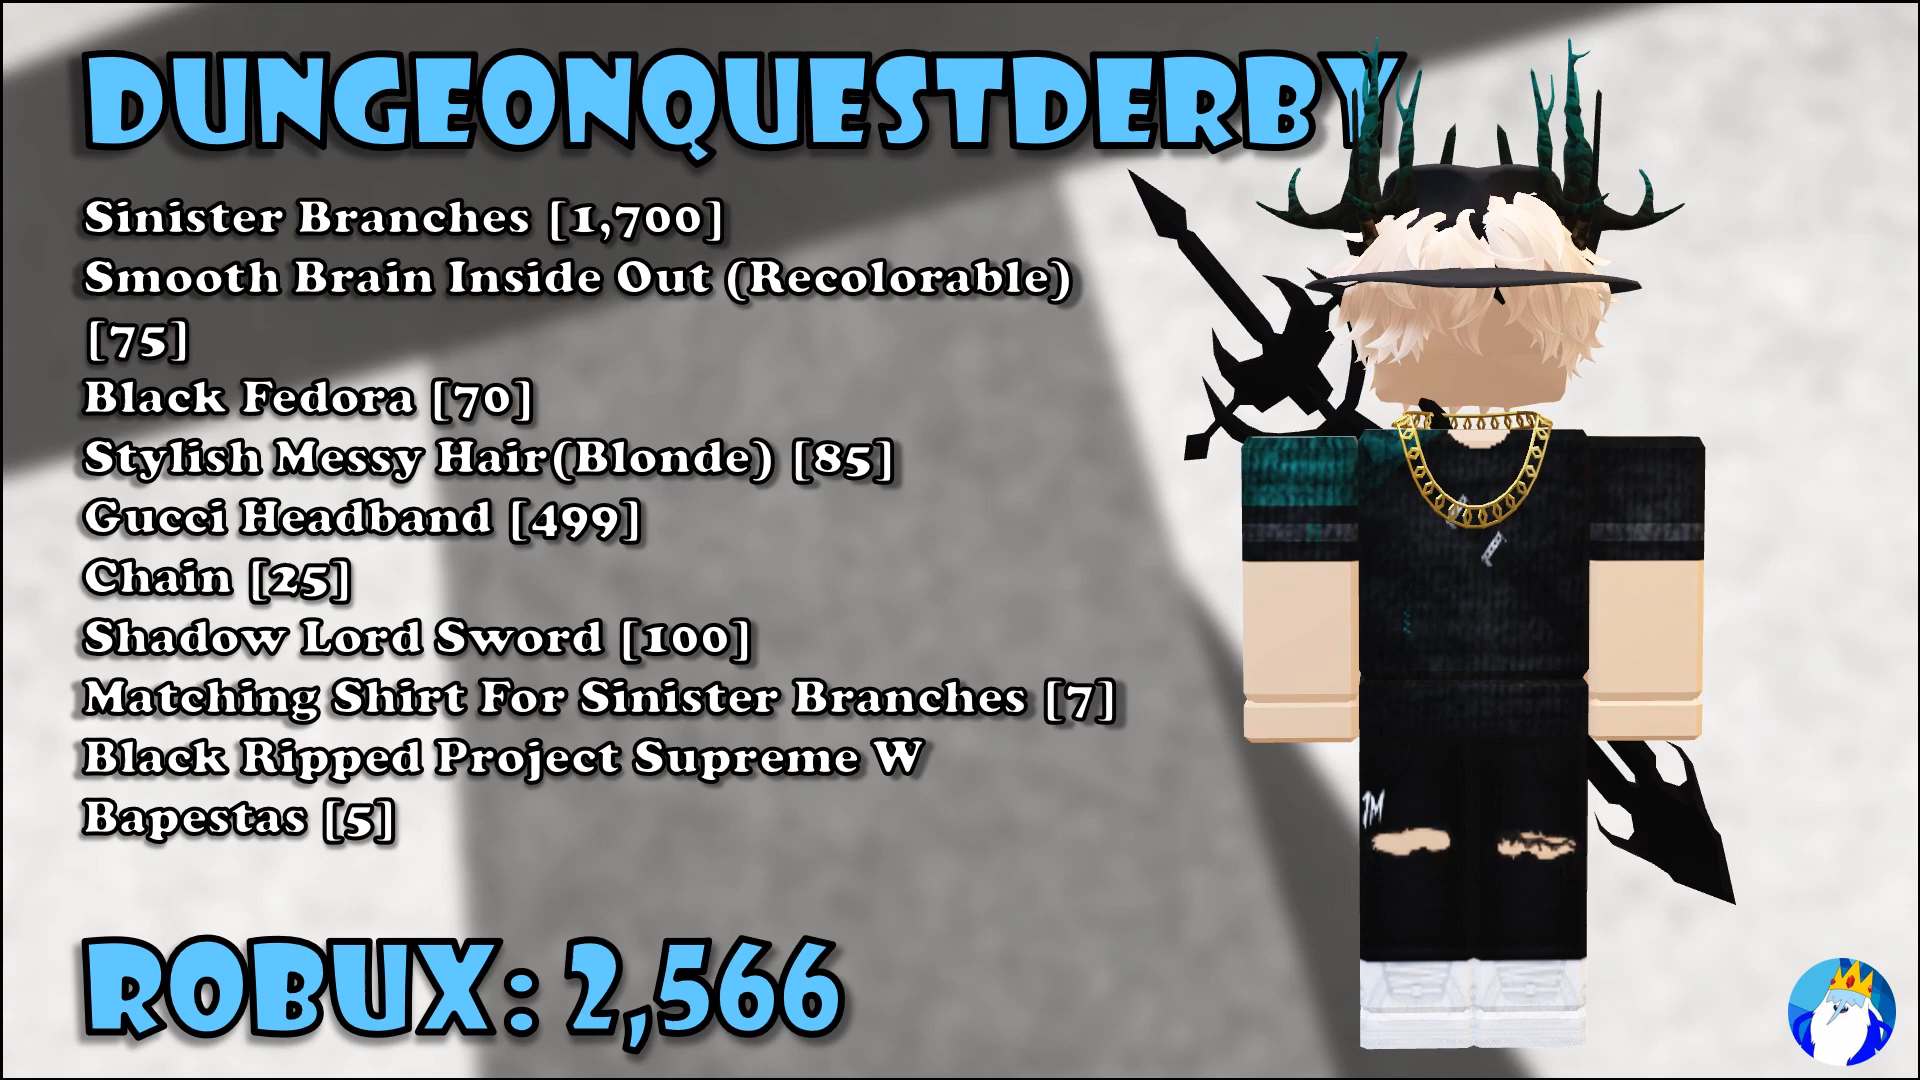 DUNGEONQUESTDERBY
Sinister Branches [1,700]
Smooth Brain Inside Out (Recolorable)
[75]
Black Fedora [70]
Stylish Messy Hair(Blonde) [85]
Gucci Headband [499]
Chain [25]
Shadow Lord Sword [100]
Matching Shirt For Sinister Branches [7]
Black Ripped Project Supreme W
Bapestas [5]
JM
ROBUX: 2,566